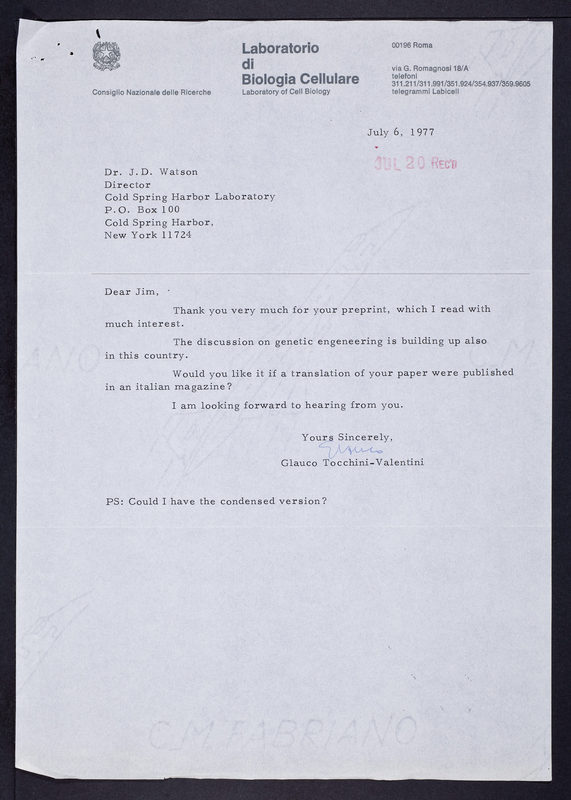 Consiglio Nazionale delle Ricerche
Laboratorio
di
Biologia Cellulare
Laboratory of Cell Biology
00196 Roma
via G. Romagnosi 18/A
telefoni
311.211/311.991/351.924/354.937/359.9605
telegrammi Labicell
July 6, 1977
JUL 20 REC'D
Dr. J.D. Watson
Director
Cold Spring Harbor Laboratory
P.O. Box 100
Cold Spring Harbor,
New York 11724
Dear Jim,
Thank you very much for your preprint, which I read with
much interest.
The discussion on genetic engeneering is building up also
in this country.
Would you like it if a translation of your paper were published
in an italian magazine?
I am looking forward to hearing from you.
Yours Sincerely,
Glauco
Glauco Tocchini-Valentini
PS: Could I have the condensed version?
C.M. FABRIANO